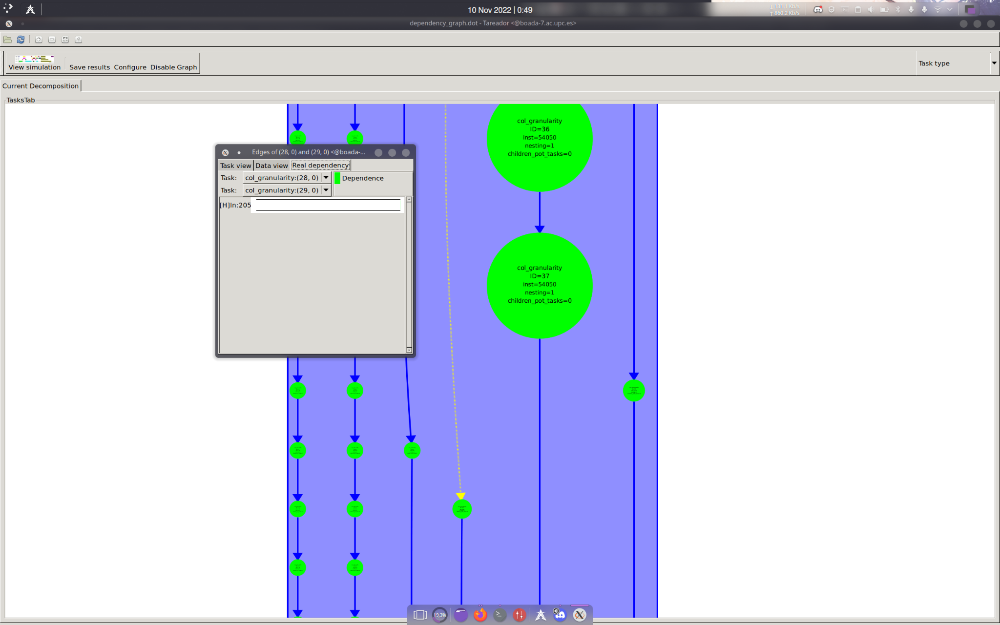 10 Nov 2022 | 0:49
↓ 131.1 Kb/s
↑ 860.2 Kb/s
dependency_graph.dot - Tareador <@boada-7.ac.upc.es>
View simulation
Save results
Configure
Disable Graph
Task type
Current Decomposition
TasksTab
col_granularity
ID=36
inst=54050
nesting=1
children_pot_tasks=0
Edges of (28, 0) and (29, 0) <@boada-...
Task view
Data view
Real dependency
Task: col_granularity:(28, 0)
Dependence
Task: col_granularity:(29, 0)
[H]ln:205
col_granularity
ID=37
inst=54050
nesting=1
children_pot_tasks=0
19,3%